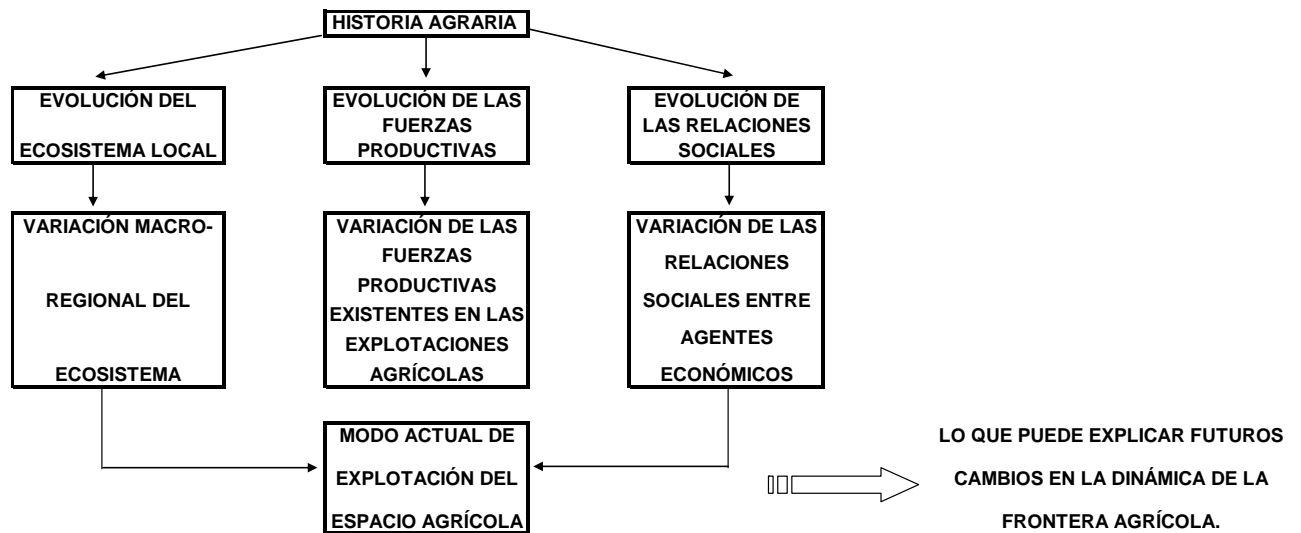 HISTORIA AGRARIA
EVOLUCIÓN DEL
ECOSISTEMA LOCAL
EVOLUCIÓN DE LAS
FUERZAS
PRODUCTIVAS
EVOLUCIÓN DE
LAS RELACIONES
SOCIALES
VARIACIÓN MACRO-
REGIONAL DEL
ECOSISTEMA
VARIACIÓN DE LAS
FUERZAS
PRODUCTIVAS
EXISTENTES EN LAS
EXPLOTACIONES
AGRÍCOLAS
VARIACIÓN DE LAS
RELACIONES
SOCIALES ENTRE
AGENTES
ECONÓMICOS
MODO ACTUAL DE
EXPLOTACIÓN DEL
ESPACIO AGRÍCOLA
LO QUE PUEDE EXPLICAR FUTUROS
CAMBIOS EN LA DINÁMICA DE LA
FRONTERA AGRÍCOLA.